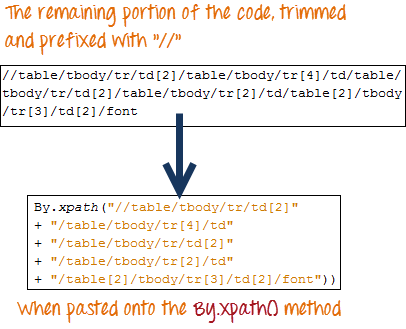 The remaining portion of the code, trimmed
and prefixed with "//"
//table/tbody/tr/td[2]/table/tbody/tr[4]/td/table/
tbody/tr/td[2]/table/tbody/tr[2]/td/table[2]/tbody
/tr[3]/td[2]/font
By.xpath("//table/tbody/tr/td[2]"
+ "/table/tbody/tr[4]/td"
+ "/table/tbody/tr/td[2]"
+ "/table/tbody/tr[2]/td"
+ "/table[2]/tbody/tr[3]/td[2]/font"))
When pasted onto the By.xpath() method